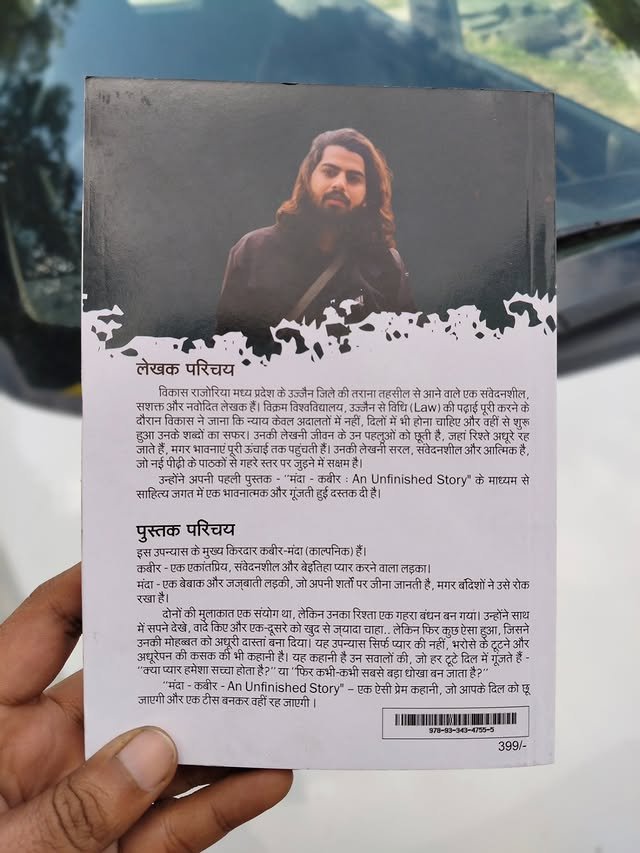 लेखक परिचय
विकास राजोरिया मध्य प्रदेश के उज्जैन जिले की तराना तहसील से आने वाले एक संवेदनशील,
सशक्त और नवोदित लेखक हैं। विक्रम विश्वविद्यालय, उज्जैन से विधि (Law) की पढ़ाई पूरी करने के
दौरान विकास ने जाना कि न्याय केवल अदालतों में नहीं, दिलों में भी होना चाहिए और वहीं से शुरू
हुआ उनके शब्दों का सफर। उनकी लेखनी जीवन के उन पहलुओं को छूती है, जहां रिश्ते अधूरे रह
जाते हैं, मगर भावनाएं पूरी ऊंचाई तक पहुंचती हैं। उनकी लेखनी सरल, संवेदनशील और आत्मिक है,
जो नई पीढ़ी के पाठकों से गहरे स्तर पर जुड़ने में सक्षम है।
उन्होंने अपनी पहली पुस्तक - “मंदा - कबीर : An Unfinished Story" के माध्यम से
साहित्य जगत में एक भावनात्मक और गूंजती हुई दस्तक दी है।
पुस्तक परिचय
इस उपन्यास के मुख्य किरदार कबीर-मंदा (काल्पनिक) हैं।
कबीर - एक एकांतप्रिय, संवेदनशील और बेइंतिहा प्यार करने वाला लड़का।
मंदा - एक बेबाक और जज़्बाती लड़की, जो अपनी शर्तों पर जीना जानती है, मगर बंदिशों ने उसे रोक
रखा है।
दोनों की मुलाकात एक संयोग था, लेकिन उनका रिश्ता एक गहरा बंधन बन गया। उन्होंने साथ
में सपने देखे, वादे किए और एक-दूसरे को खुद से ज्यादा चाहा.. लेकिन फिर कुछ ऐसा हुआ, जिसने
उनकी मोहब्बत को अधूरी दास्ता बना दिया। यह उपन्यास सिर्फ प्यार की नहीं, भरोसे के टूटने और
अधूरेपन की कसक की भी कहानी है। यह कहानी है उन सवालों की, जो हर टूटे दिल में गूंजते हैं -
“क्या प्यार हमेशा सच्चा होता है?” या “फिर कभी-कभी सबसे बड़ा धोखा बन जाता है?”
“मंदा - कबीर - An Unfinished Story" – एक ऐसी प्रेम कहानी, जो आपके दिल को छू
जाएगी और एक टीस बनकर वहीं रह जाएगी ।
978-93-343-4755-5
399/-